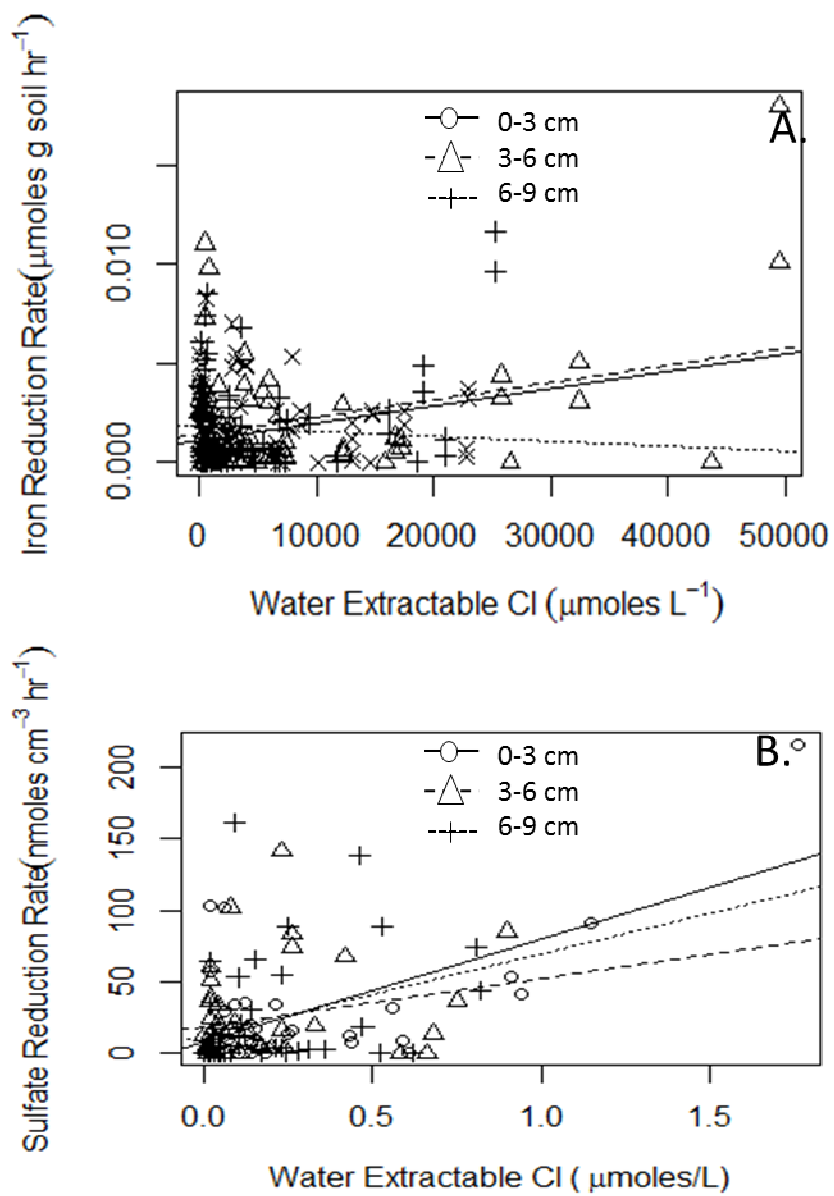 Iron Reduction Rate(μmoles g soil hr⁻¹)
0.010
0.000
0-3 cm
3-6 cm
6-9 cm
A.
0 10000 20000 30000 40000 50000
Water Extractable Cl (μmoles L⁻¹)
Sulfate Reduction Rate(nmoles cm⁻³ hr⁻¹)
200
150
100
50
0
0-3 cm
3-6 cm
6-9 cm
B.
0.0 0.5 1.0 1.5
Water Extractable Cl ( μmoles/L)